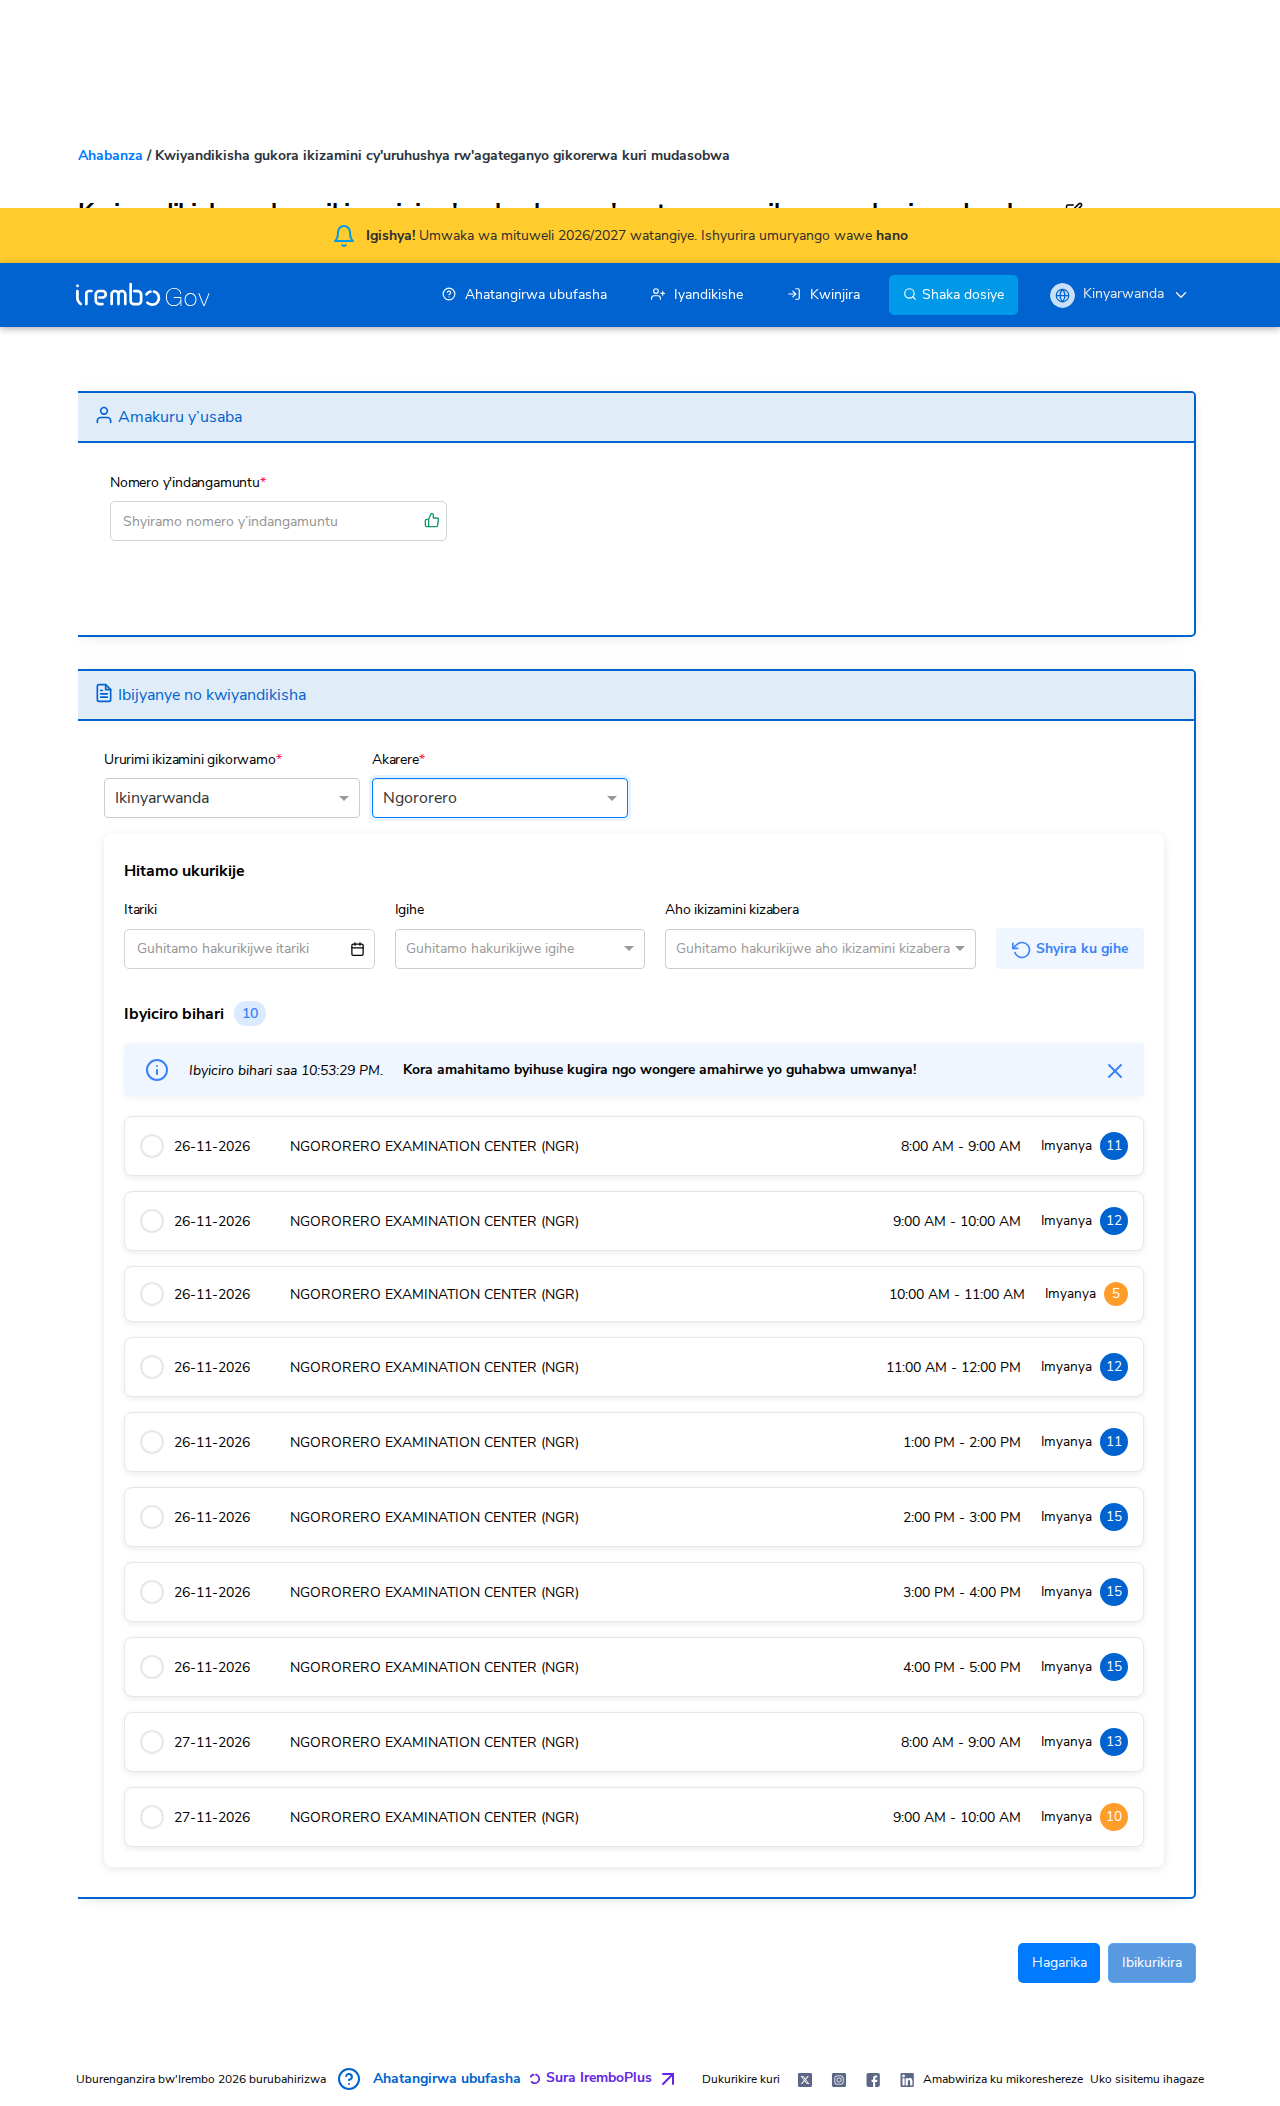 Ahabanza / Kwiyandikisha gukora ikizamini cy'uruhushya rw'agateganyo gikorerwa kuri mudasobwa
Igishya! Umwaka wa mituweli 2026/2027 watangiye. Ishyurira umuryango wawe hano
irembo Gov
Ahatangirwa ubufasha
Iyandikishe
Kwinjira
Shaka dosiye
Kinyarwanda
Amakuru y'usaba
Nomero y'indangamuntu*
Shyiramo nomero y'indangamuntu
Ibijyanye no kwiyandikisha
Ururimi ikizamini gikorwamo*
Akarere*
Ikinyarwanda
Ngororero
Hitamo ukurikije
Itariki
Igihe
Aho ikizamini kizabera
Guhitamo hakurikijwe itariki
Guhitamo hakurikijwe igihe
Guhitamo hakurikijwe aho ikizamini kizabera
Shyira ku gihe
Ibyiciro bihari 10
Ibyiciro bihari saa 10:53:29 PM. Kora amahitamo byihuse kugira ngo wongere amahirwe yo guhabwa umwanya!
26-11-2026 NGORORERO EXAMINATION CENTER (NGR) 8:00 AM - 9:00 AM Imyanya 11
26-11-2026 NGORORERO EXAMINATION CENTER (NGR) 9:00 AM - 10:00 AM Imyanya 12
26-11-2026 NGORORERO EXAMINATION CENTER (NGR) 10:00 AM - 11:00 AM Imyanya 5
26-11-2026 NGORORERO EXAMINATION CENTER (NGR) 11:00 AM - 12:00 PM Imyanya 12
26-11-2026 NGORORERO EXAMINATION CENTER (NGR) 1:00 PM - 2:00 PM Imyanya 11
26-11-2026 NGORORERO EXAMINATION CENTER (NGR) 2:00 PM - 3:00 PM Imyanya 15
26-11-2026 NGORORERO EXAMINATION CENTER (NGR) 3:00 PM - 4:00 PM Imyanya 15
26-11-2026 NGORORERO EXAMINATION CENTER (NGR) 4:00 PM - 5:00 PM Imyanya 15
27-11-2026 NGORORERO EXAMINATION CENTER (NGR) 8:00 AM - 9:00 AM Imyanya 13
27-11-2026 NGORORERO EXAMINATION CENTER (NGR) 9:00 AM - 10:00 AM Imyanya 10
Hagarika
Ibikurikira
Uburenganzira bw'Irembo 2026 burubahirizwa
Ahatangirwa ubufasha
Sura IremboPlus
Dukurikire kuri
Amabwiriza ku mikoreshereze
Uko sisitemu ihagaze